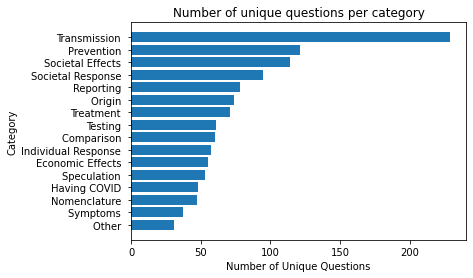 Number of unique questions per category
Transmission
Prevention
Societal Effects
Societal Response
Reporting
Origin
Treatment
Testing
Comparison
Individual Response
Economic Effects
Speculation
Having COVID
Nomenclature
Symptoms
Other
Category
0 50 100 150 200
Number of Unique Questions